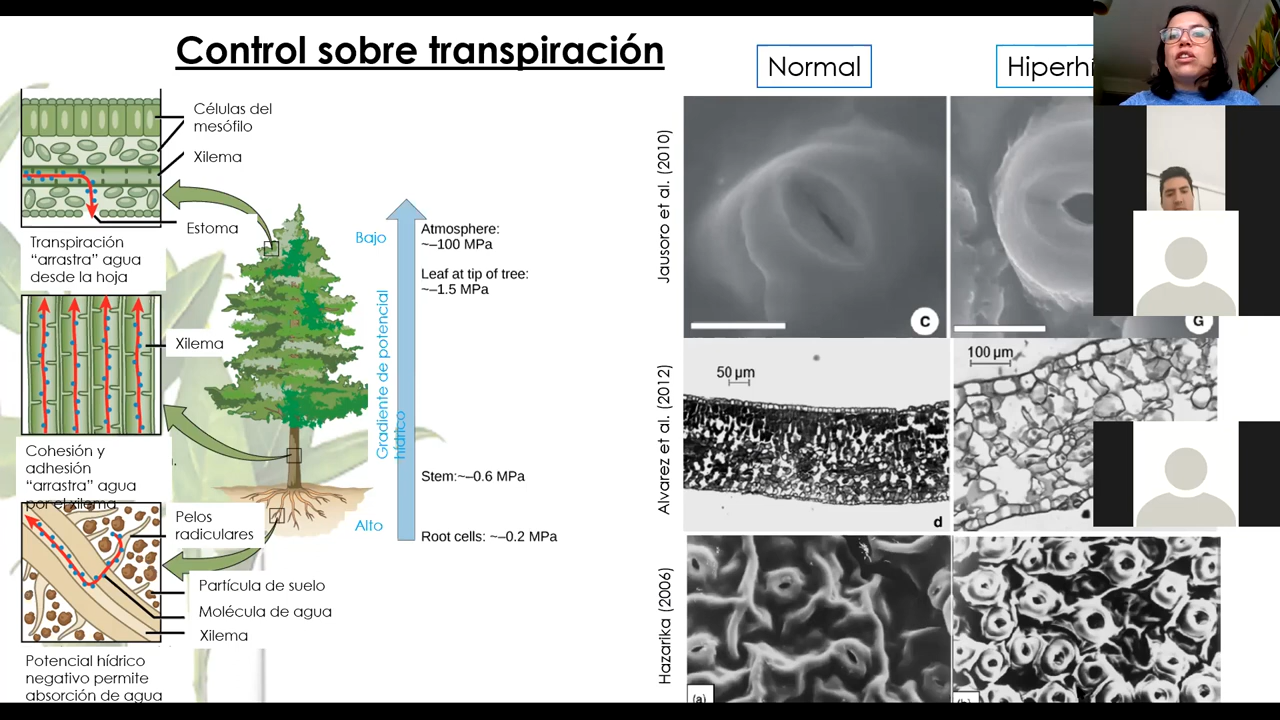 Control sobre transpiración
Células del
mesófilo
Xilema
Estoma
Transpiración
“arrastra” agua
desde la hoja
Xilema
Cohesión y
adhesión
“arrastra” agua
por el xilema
Pelos
radiculares
Partícula de suelo
Molécula de agua
Xilema
Potencial hídrico
negativo permite
absorción de agua
Bajo
Gradiente de potencial
hídrico
Alto
Atmosphere:
~–100 MPa
Leaf at tip of tree:
~–1.5 MPa
Stem:~–0.6 MPa
Root cells: ~–0.2 MPa
Normal
Hiperhi
Jausoro et al. (2010)
C
G
Alvarez et al. (2012)
50 µm
d
100 µm
Hazarika (2006)
(a)
(b)